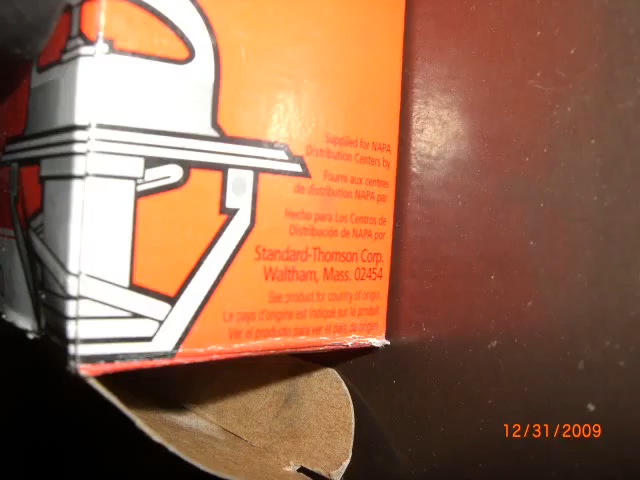 Supplied for NAPA
Distribution Centers by
Fourni aux centres
de distribution NAPA par
Hecho para Los Centros de
Distribución de NAPA por
Standard-Thomson Corp.
Waltham, Mass. 02454
See product for country of origin.
Le pays d'origine est indiqué sur le produit.
Ver el producto para ver el país de origen.
12/31/2009